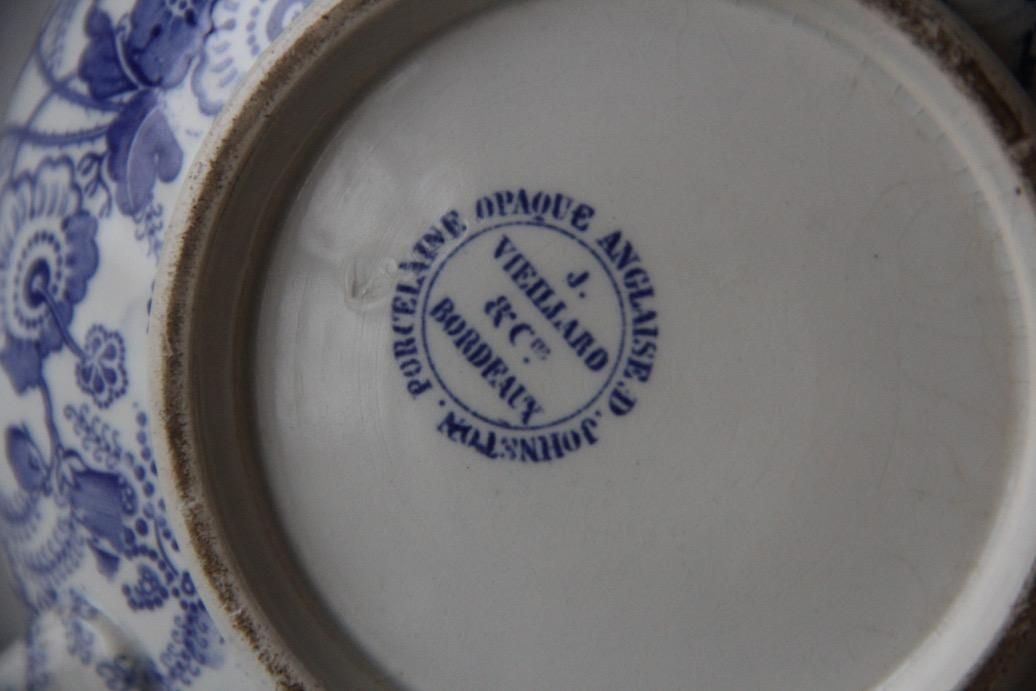 PORCELAINE OPAQUE ANGLAISE. D. JOHNSTON.
J.
VIEILLARD
& Cie.
BORDEAUX